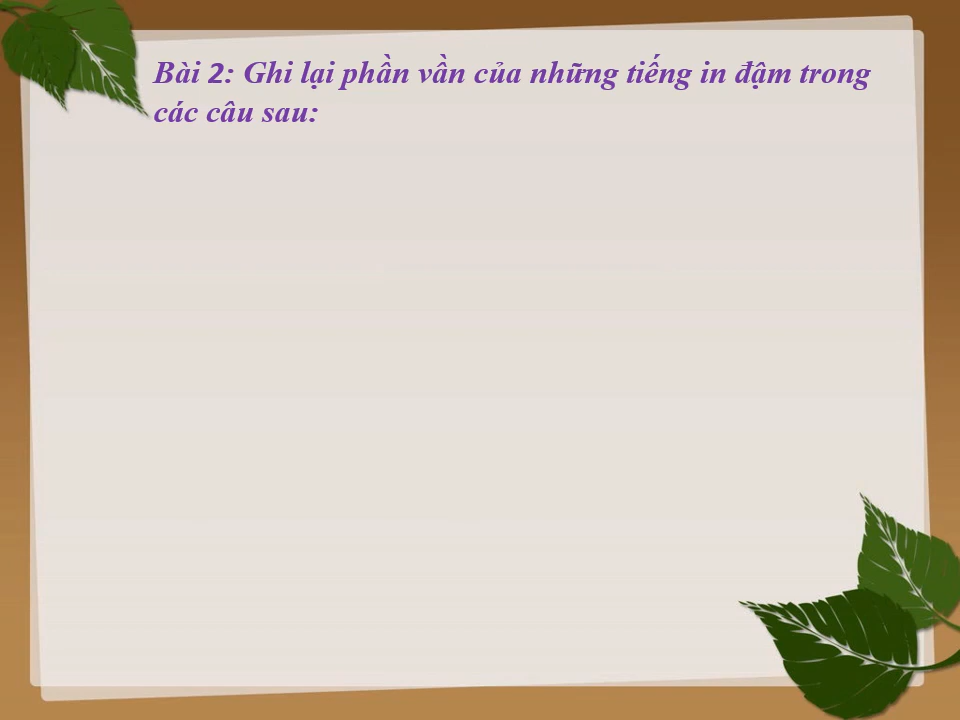 Bài 2: Ghi lại phần vần của những tiếng in đậm trong
các câu sau: